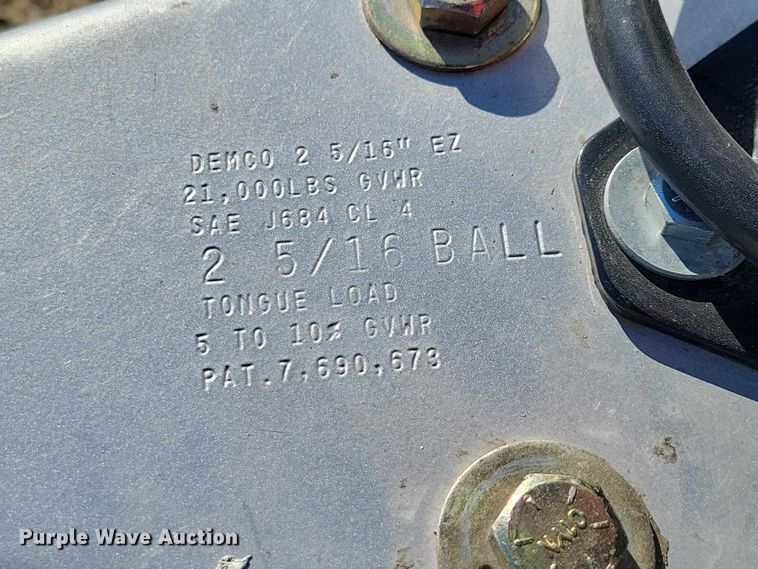 DEMCO 2 5/16" EZ
21,000LBS GVWR
SAE J684 CL 4
2 5/16 BALL
TONGUE LOAD
5 TO 10% GVWR
PAT.7,690,673
Purple Wave Auction